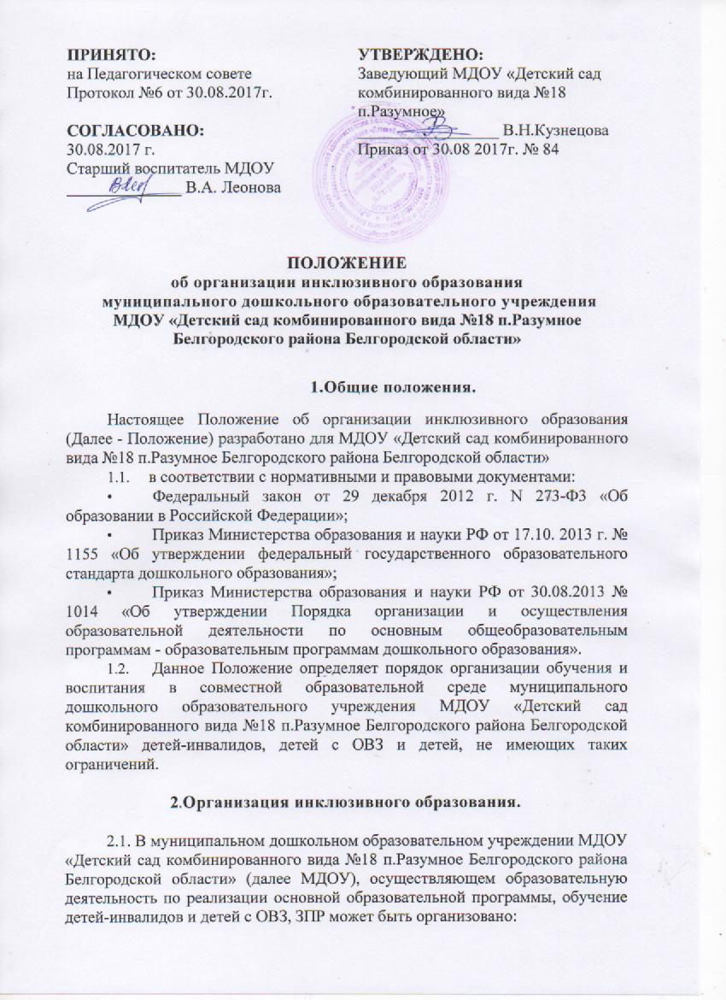 ПРИНЯТО:
на Педагогическом совете
Протокол №6 от 30.08.2017г.
СОГЛАСОВАНО:
30.08.2017 г.
Старший воспитатель МДОУ
______________ В.А. Леонова
УТВЕРЖДЕНО:
Заведующий МДОУ «Детский сад
комбинированного вида №18
п.Разумное»
_________________ В.Н.Кузнецова
Приказ от 30.08 2017г. № 84
ПОЛОЖЕНИЕ
об организации инклюзивного образования
муниципального дошкольного образовательного учреждения
МДОУ «Детский сад комбинированного вида №18 п.Разумное
Белгородского района Белгородской области»
1.Общие положения.
Настоящее Положение об организации инклюзивного образования
(Далее - Положение) разработано для МДОУ «Детский сад комбинированного
вида №18 п.Разумное Белгородского района Белгородской области»
1.1. в соответствии с нормативными и правовыми документами:
• Федеральный закон от 29 декабря 2012 г. N 273-ФЗ «Об
образовании в Российской Федерации»;
• Приказ Министерства образования и науки РФ от 17.10. 2013 г. №
1155 «Об утверждении федеральный государственного образовательного
стандарта дошкольного образования»;
• Приказ Министерства образования и науки РФ от 30.08.2013 №
1014 «Об утверждении Порядка организации и осуществления
образовательной деятельности по основным общеобразовательным
программам - образовательным программам дошкольного образования».
1.2. Данное Положение определяет порядок организации обучения и
воспитания в совместной образовательной среде муниципального
дошкольного образовательного учреждения МДОУ «Детский сад
комбинированного вида №18 п.Разумное Белгородского района Белгородской
области» детей-инвалидов, детей с ОВЗ и детей, не имеющих таких
ограничений.
2.Организация инклюзивного образования.
2.1. В муниципальном дошкольном образовательном учреждении МДОУ
«Детский сад комбинированного вида №18 п.Разумное Белгородского района
Белгородской области» (далее МДОУ), осуществляющем образовательную
деятельность по реализации основной образовательной программы, обучение
детей-инвалидов и детей с ОВЗ, ЗПР может быть организовано: